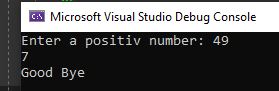 Microsoft Visual Studio Debug Console
Enter a positiv number: 49
7
Good Bye